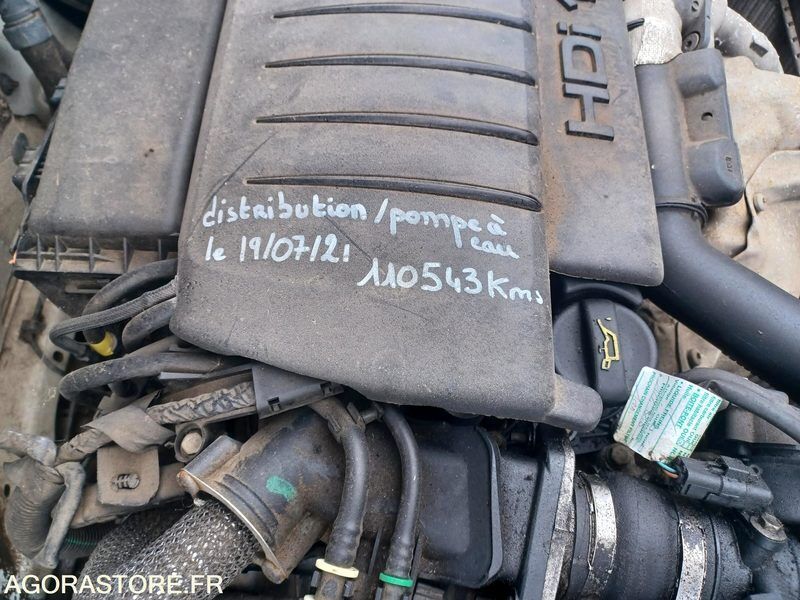 HDi
distribution/pompe à
eau
le 19/07/21
110543 Kms
AGORASTORE.FR